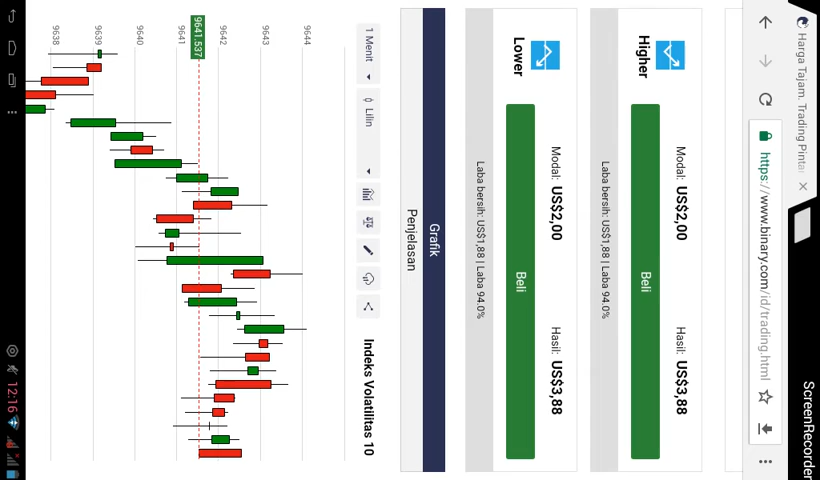 ScreenRecorder
Harga Tajam. Trading Pinta
https://www.binary.com/id/trading.html
Higher
Modal: US$2,00
Hasil: US$3,88
Beli
Laba bersih: US$1,88 | Laba 94.0%
Lower
Modal: US$2,00
Hasil: US$3,88
Beli
Laba bersih: US$1,88 | Laba 94.0%
Grafik
Penjelasan
1 Menit
Lilin
Indeks Volatilitas 10
9644
9643
9642
9641.537
9641
9640
9639
9638
12:16